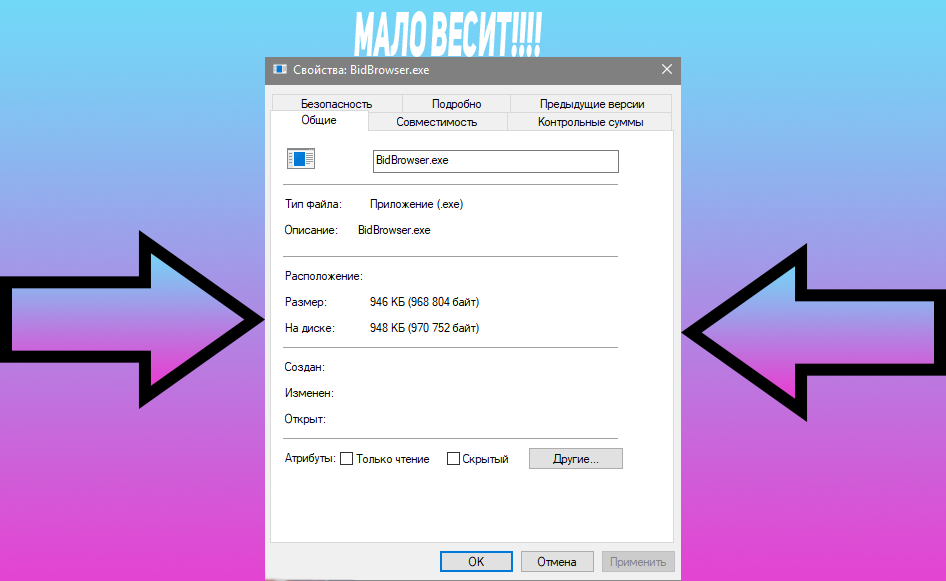 МАЛО ВЕСИТ!!!!
Свойства: BidBrowser.exe
Безопасность Подробно Предыдущие версии
Общие Совместимость Контрольные суммы
BidBrowser.exe
Тип файла: Приложение (.exe)
Описание: BidBrowser.exe
Расположение:
Размер: 946 КБ (968 804 байт)
На диске: 948 КБ (970 752 байт)
Создан:
Изменен:
Открыт:
Атрибуты: Только чтение Скрытый Другие...
OK Отмена Применить